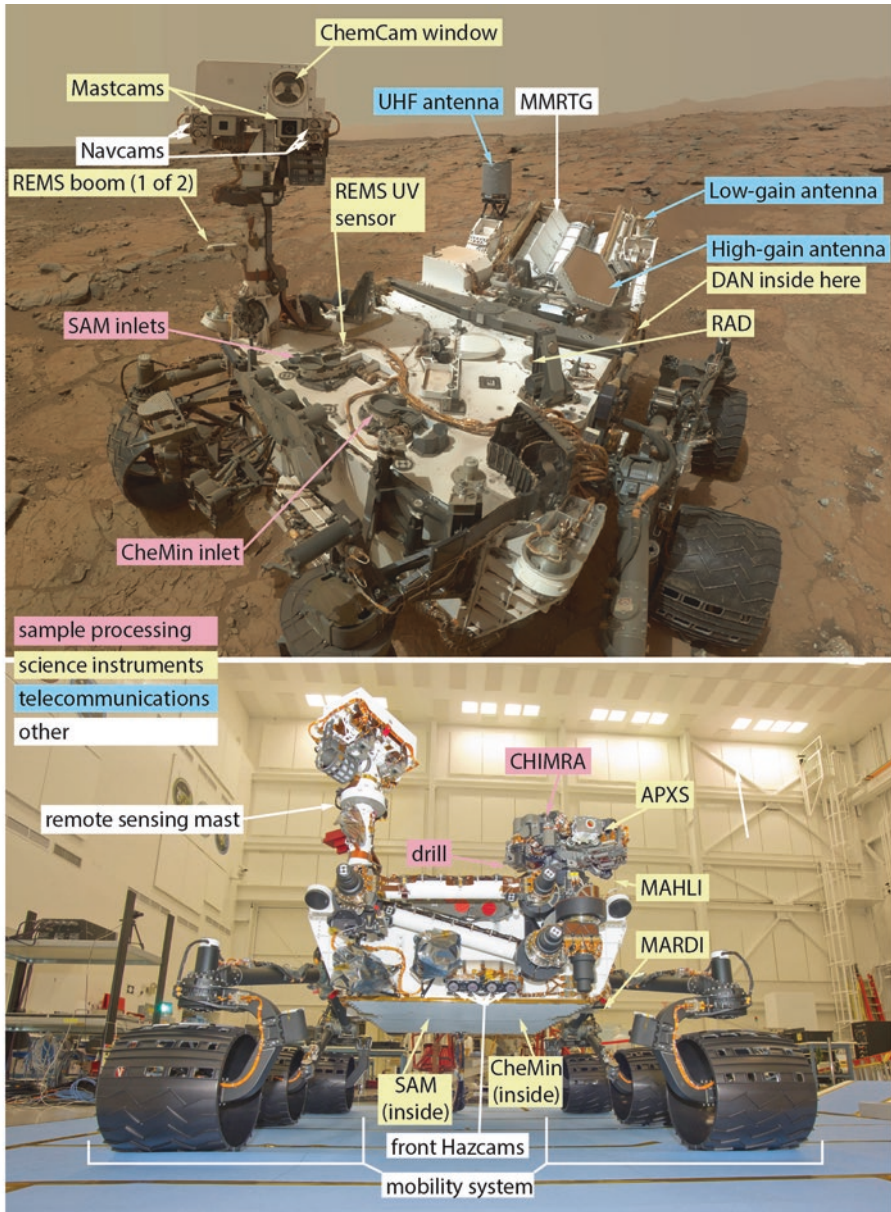 ChemCam window
Mastcams
UHF antenna
MMRTG
Navcams
REMS boom (1 of 2)
REMS UV
sensor
Low-gain antenna
High-gain antenna
DAN inside here
SAM inlets
RAD
CheMin inlet
sample processing
science instruments
telecommunications
other
CHIMRA
APXS
remote sensing mast
drill
MAHLI
MARDI
SAM
(inside)
CheMin
(inside)
front Hazcams
mobility system